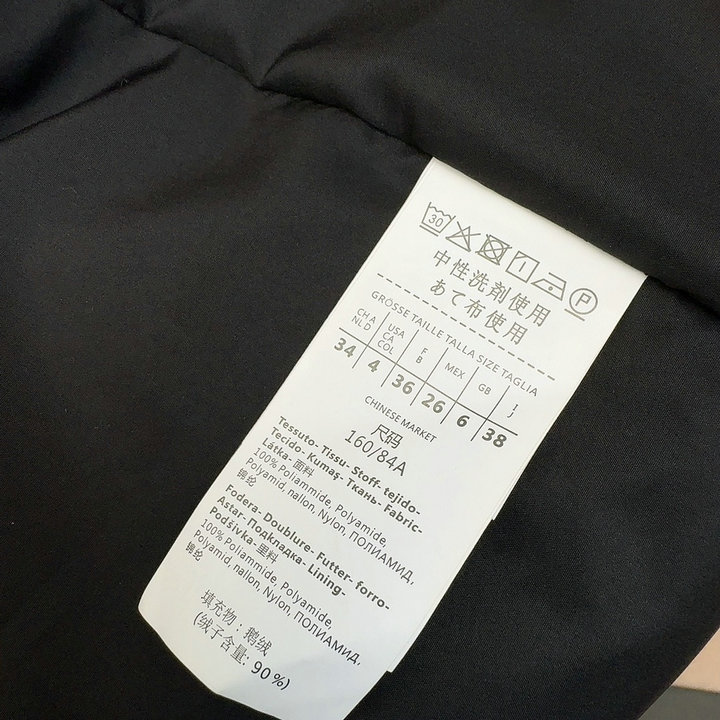 30 P
中性洗剤使用
あて布使用
GRÖSSE TAILLE TALLA SIZE TAGLIA
CH A NL D USA CA COL F B MEX GB I J
34 4 36 26 6 38
CHINESE MARKET
尺码
160/84A
Tessuto- Tissu- Stoff- tejido-
Tecido- Kumaş- Ткань- Fabric-
Látka- 面料
100% Poliammide, Polyamide,
Polyamid, nailon, Nylon, ПОЛИАМИД,
锦纶
Fodera- Doublure- Futter- forro-
Astar- Подкладка- Lining-
Podšivka- 里料
100% Poliammide, Polyamide,
Polyamid, nailon, Nylon, ПОЛИАМИД,
锦纶
填充物：鹅绒
(绒子含量: 90%)